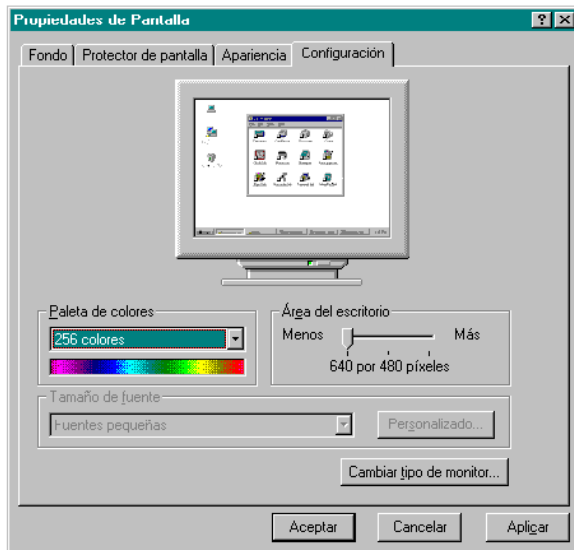 Propiedades de Pantalla
Fondo Protector de pantalla Apariencia Configuración
Paleta de colores
Área del escritorio
256 colores
Menos Más
640 por 480 píxeles
Tamaño de fuente
Fuentes pequeñas
Personalizado...
Cambiar tipo de monitor...
Aceptar Cancelar Aplicar